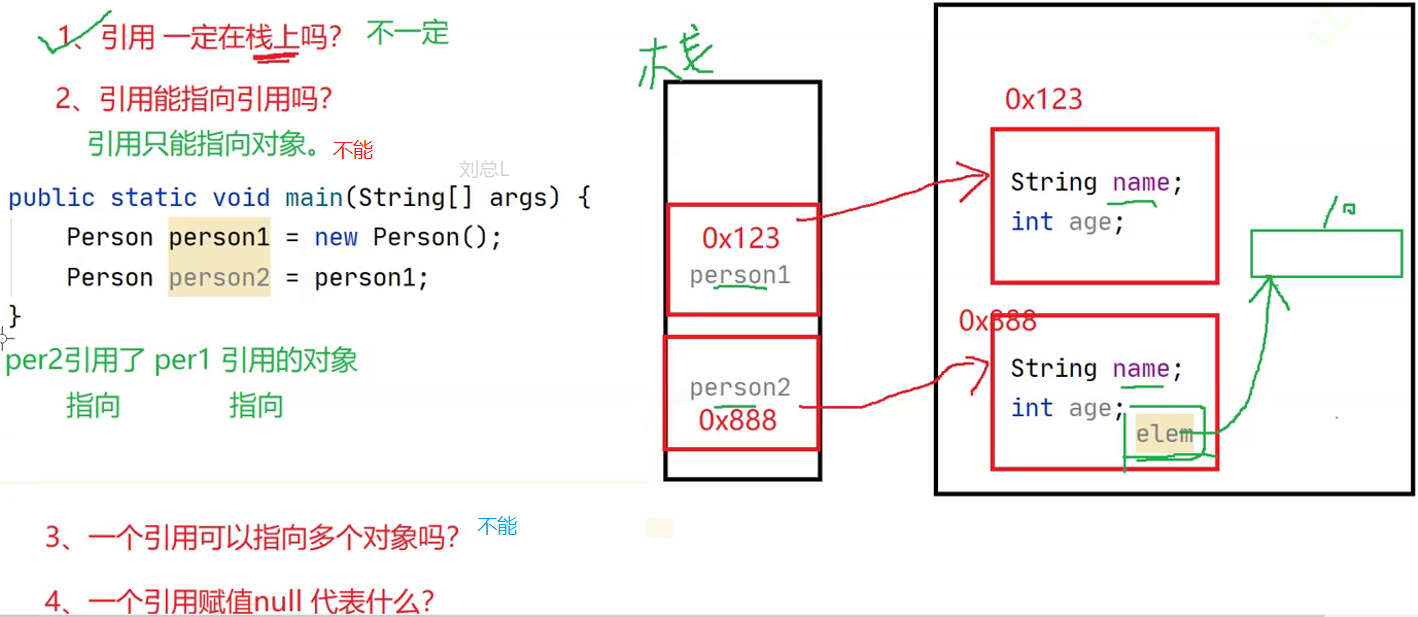 1、引用 一定在栈上吗？ 不一定
2、引用能指向引用吗？
引用只能指向对象。 不能
刘总L
public static void main(String[] args) {
Person person1 = new Person();
Person person2 = person1;
}
per2引用了 per1 引用的对象
指向 指向
3、一个引用可以指向多个对象吗？ 不能
4、一个引用赋值null 代表什么？
栈
0x123
person1
person2
0x888
0x123
String name;
int age;
0x888
String name;
int age;
elem